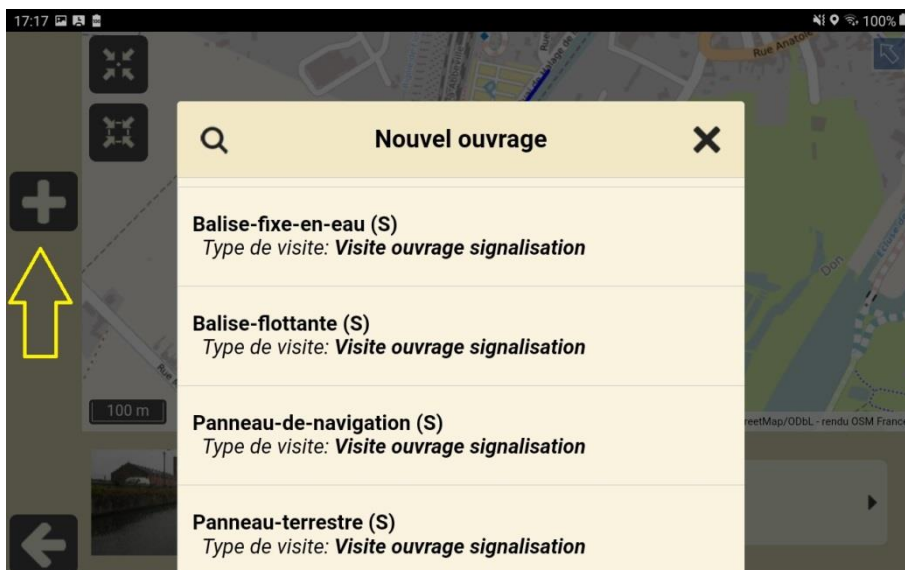 17:17
100%
Rue Anatole
Nouvel ouvrage
Balise-fixe-en-eau (S)
Type de visite: Visite ouvrage signalisation
Balise-flottante (S)
Type de visite: Visite ouvrage signalisation
Don
100 m
Panneau-de-navigation (S)
Type de visite: Visite ouvrage signalisation
reetMap/ODbL - rendu OSM France
Panneau-terrestre (S)
Type de visite: Visite ouvrage signalisation